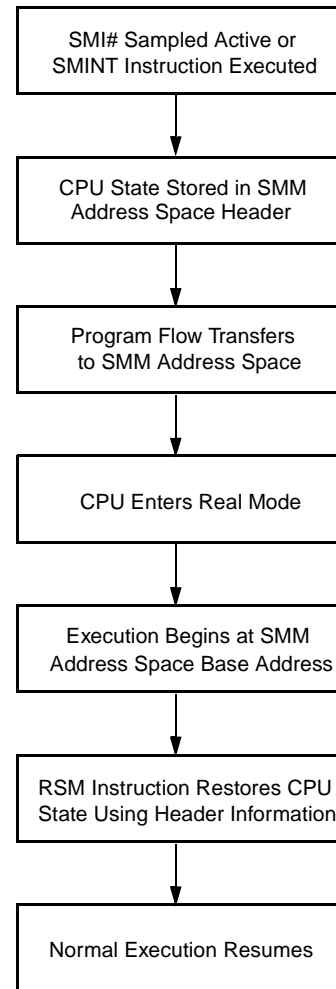 SMI# Sampled Active or
SMINT Instruction Executed
CPU State Stored in SMM
Address Space Header
Program Flow Transfers
to SMM Address Space
CPU Enters Real Mode
Execution Begins at SMM
Address Space Base Address
RSM Instruction Restores CPU
State Using Header Information
Normal Execution Resumes